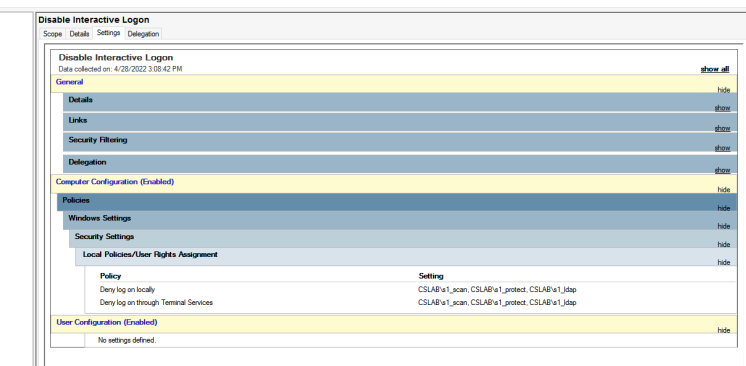 Disable Interactive Logon
Scope Details Settings Delegation
Disable Interactive Logon
Data collected on: 4/28/2022 3:08:42 PM show all
General hide
Details show
Links show
Security Filtering show
Delegation show
Computer Configuration (Enabled) hide
Policies hide
Windows Settings hide
Security Settings hide
Local Policies/User Rights Assignment hide
Policy Setting
Deny log on locally CSLAB\s1_scan, CSLAB\s1_protect, CSLAB\s1_ldap
Deny log on through Terminal Services CSLAB\s1_scan, CSLAB\s1_protect, CSLAB\s1_ldap
User Configuration (Enabled) hide
No settings defined.